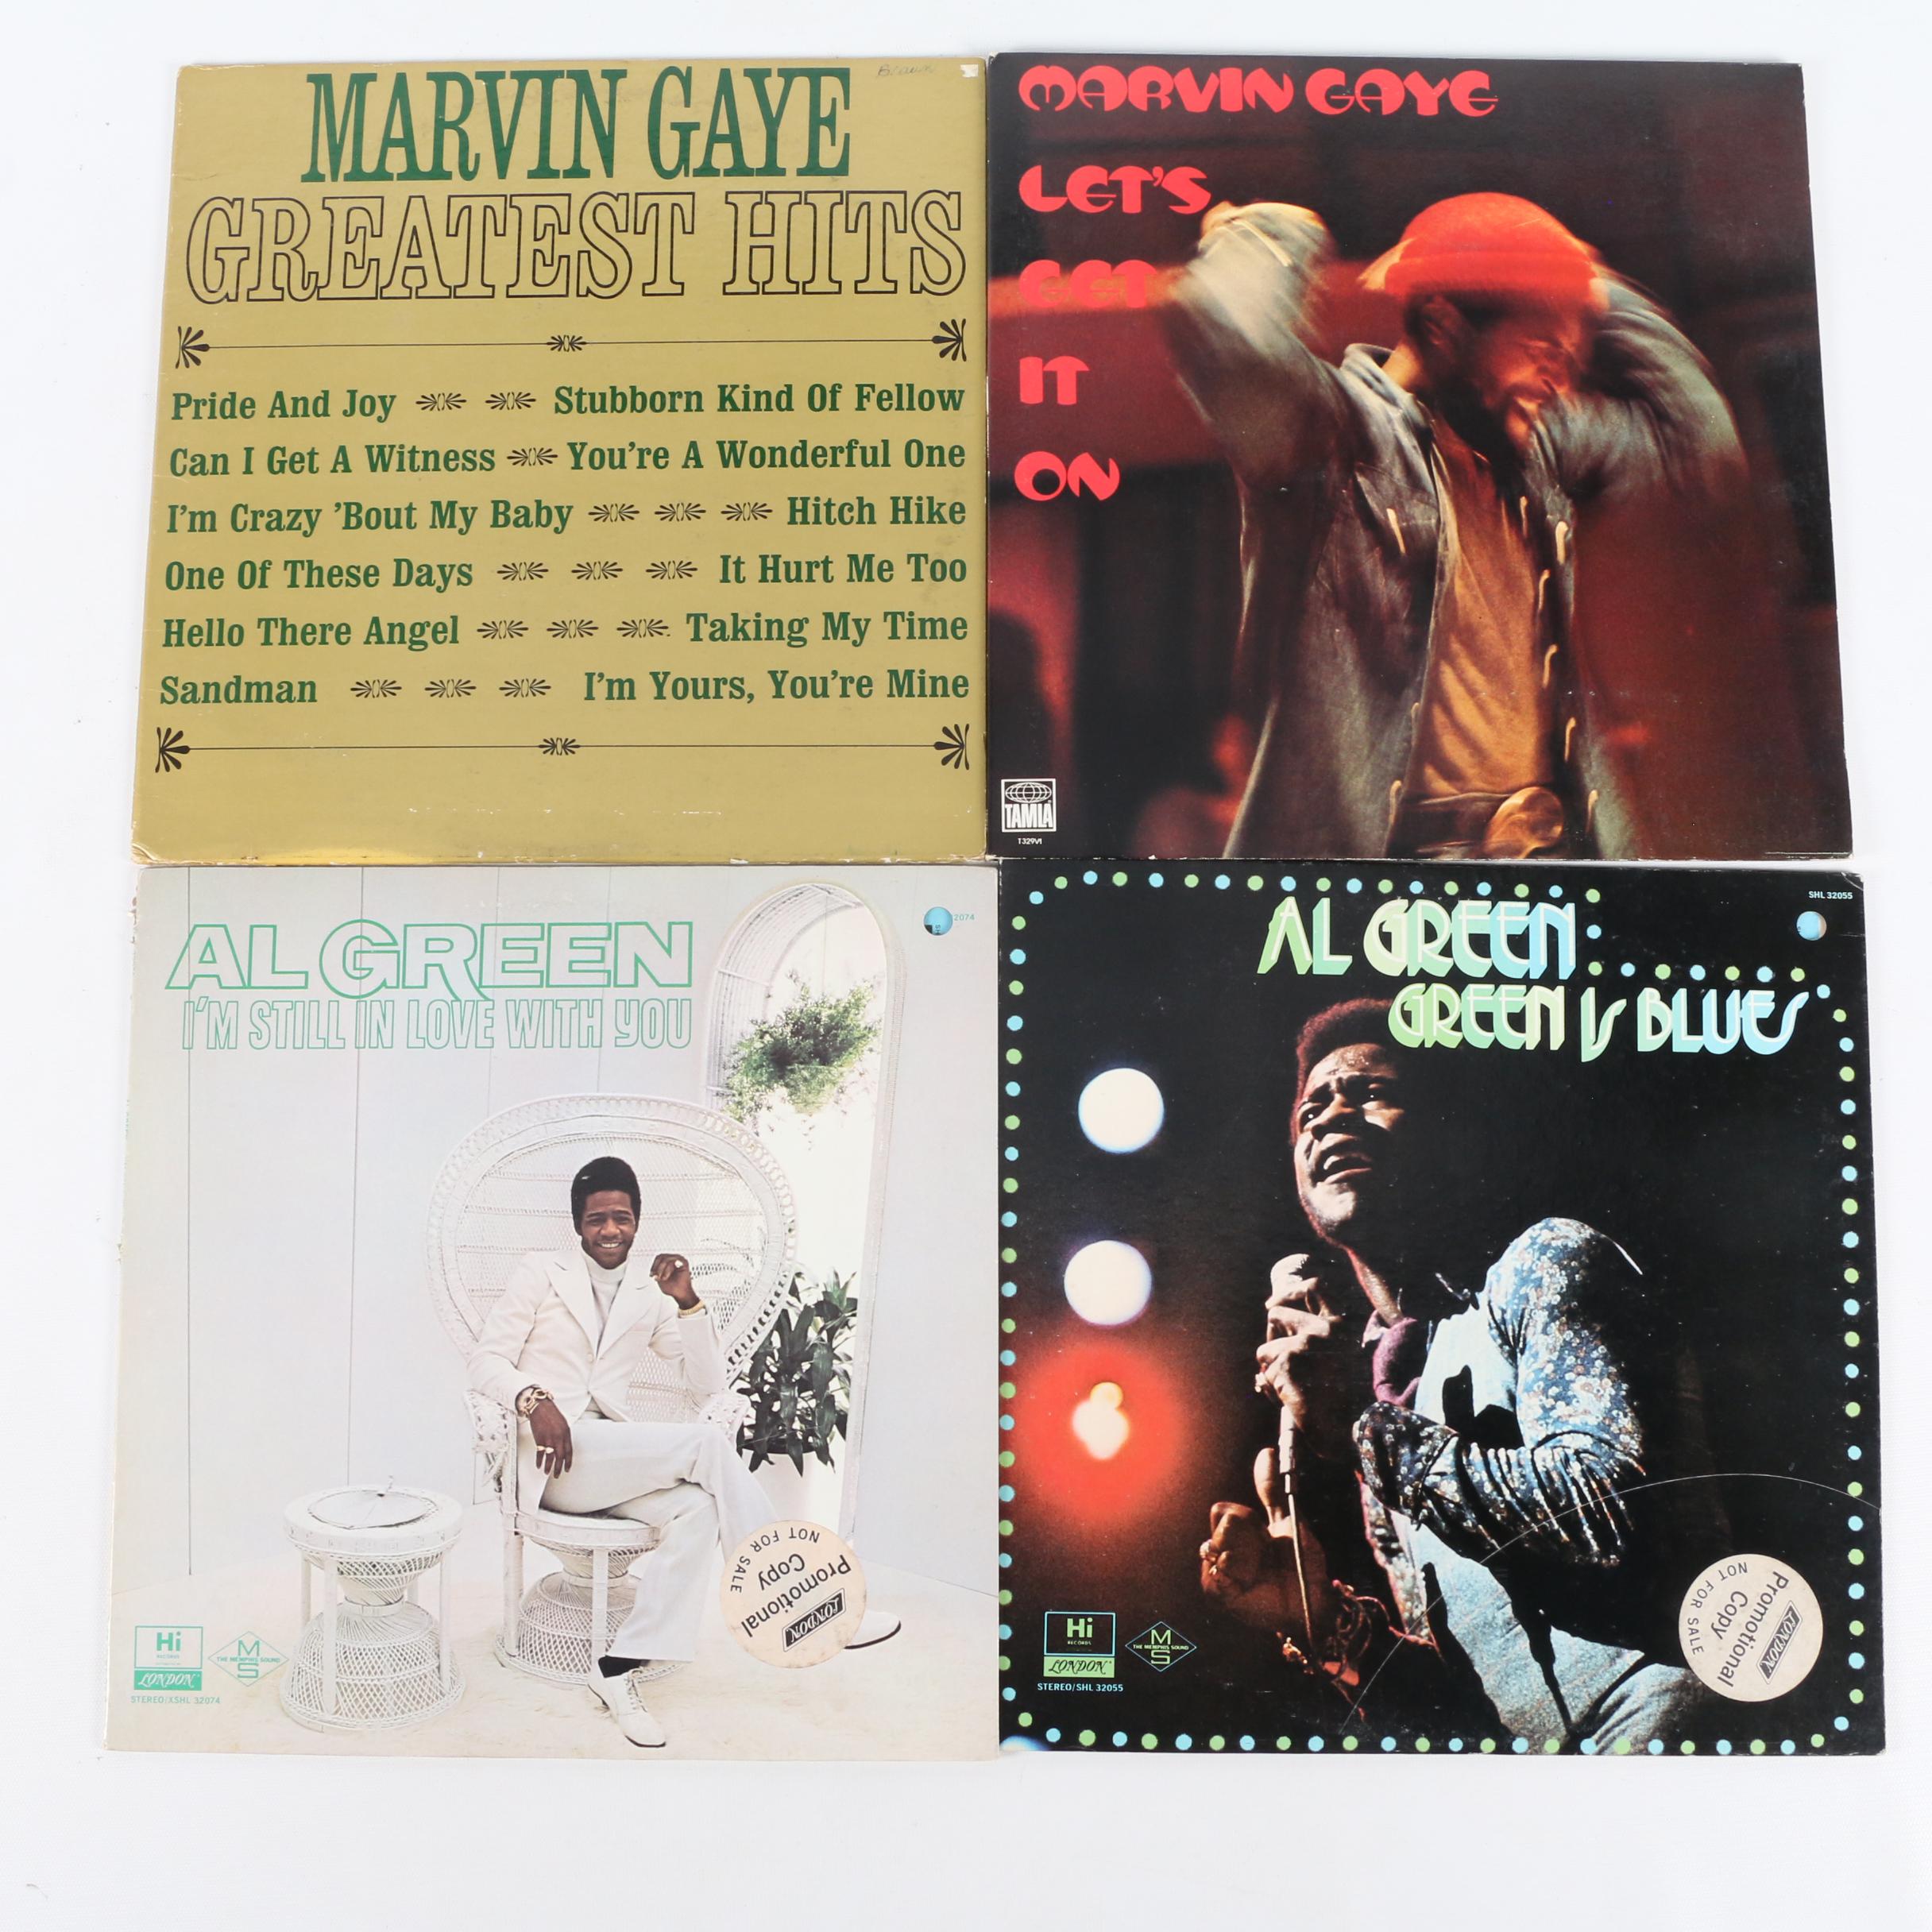 MARVIN GAYE
GREATEST HITS
Pride And Joy Stubborn Kind Of Fellow
Can I Get A Witness You're A Wonderful One
I'm Crazy 'Bout My Baby Hitch Hike
One Of These Days It Hurt Me Too
Hello There Angel Taking My Time
Sandman I'm Yours, You're Mine
MARVIN GAYE
LET'S
GET
IT
ON
TAMLA
T329V1
AL GREEN
I'M STILL IN LOVE WITH YOU
2074
Hi
RECORDS
LONDON
M
THE MEMPHIS SOUND
S
STEREO/XSHL 32074
LONDON
Promotional
Copy
NOT FOR SALE
SHL 32055
AL GREEN
GREEN IS BLUES
Hi
RECORDS
LONDON
M
THE MEMPHIS SOUND
S
STEREO/SHL 32055
LONDON
Promotional
Copy
NOT FOR SALE